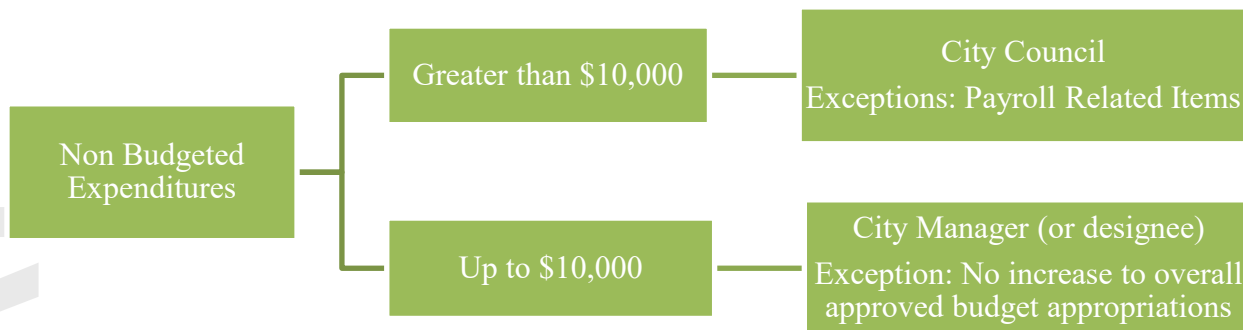 Non Budgeted
Expenditures
Greater than $10,000
City Council
Exceptions: Payroll Related Items
Up to $10,000
City Manager (or designee)
Exception: No increase to overall
approved budget appropriations